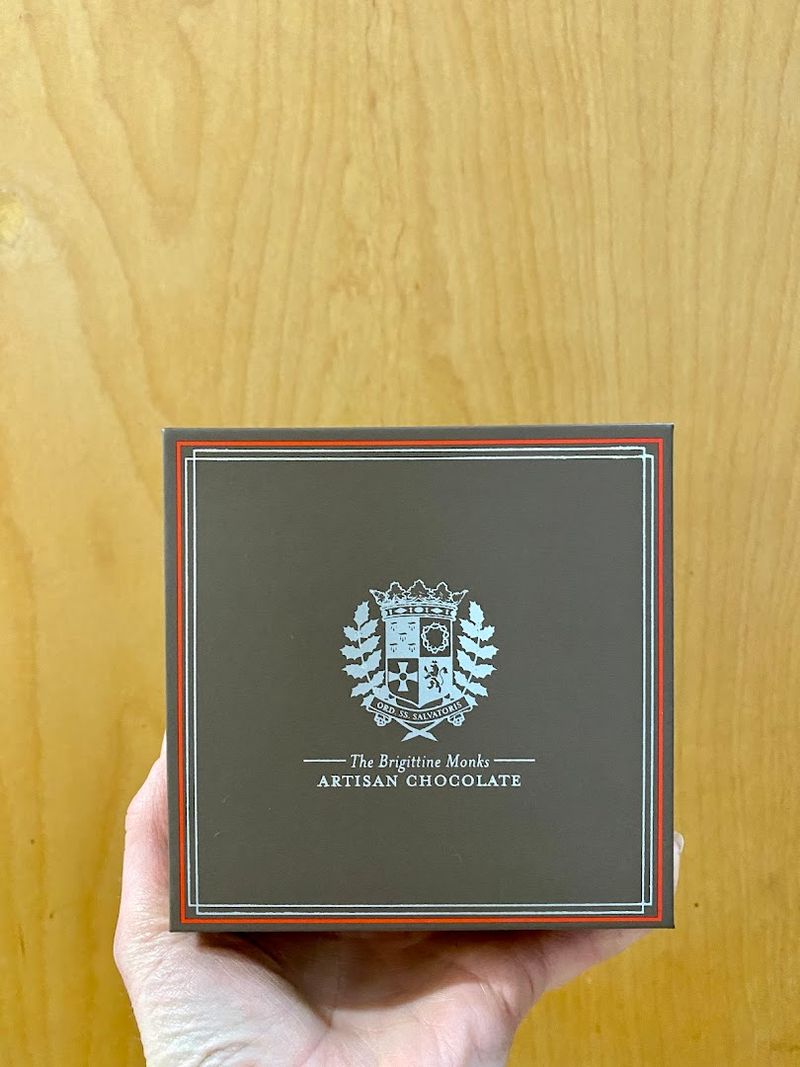 ORD. SS. SALVATORIS
The Brigittine Monks
ARTISAN CHOCOLATE